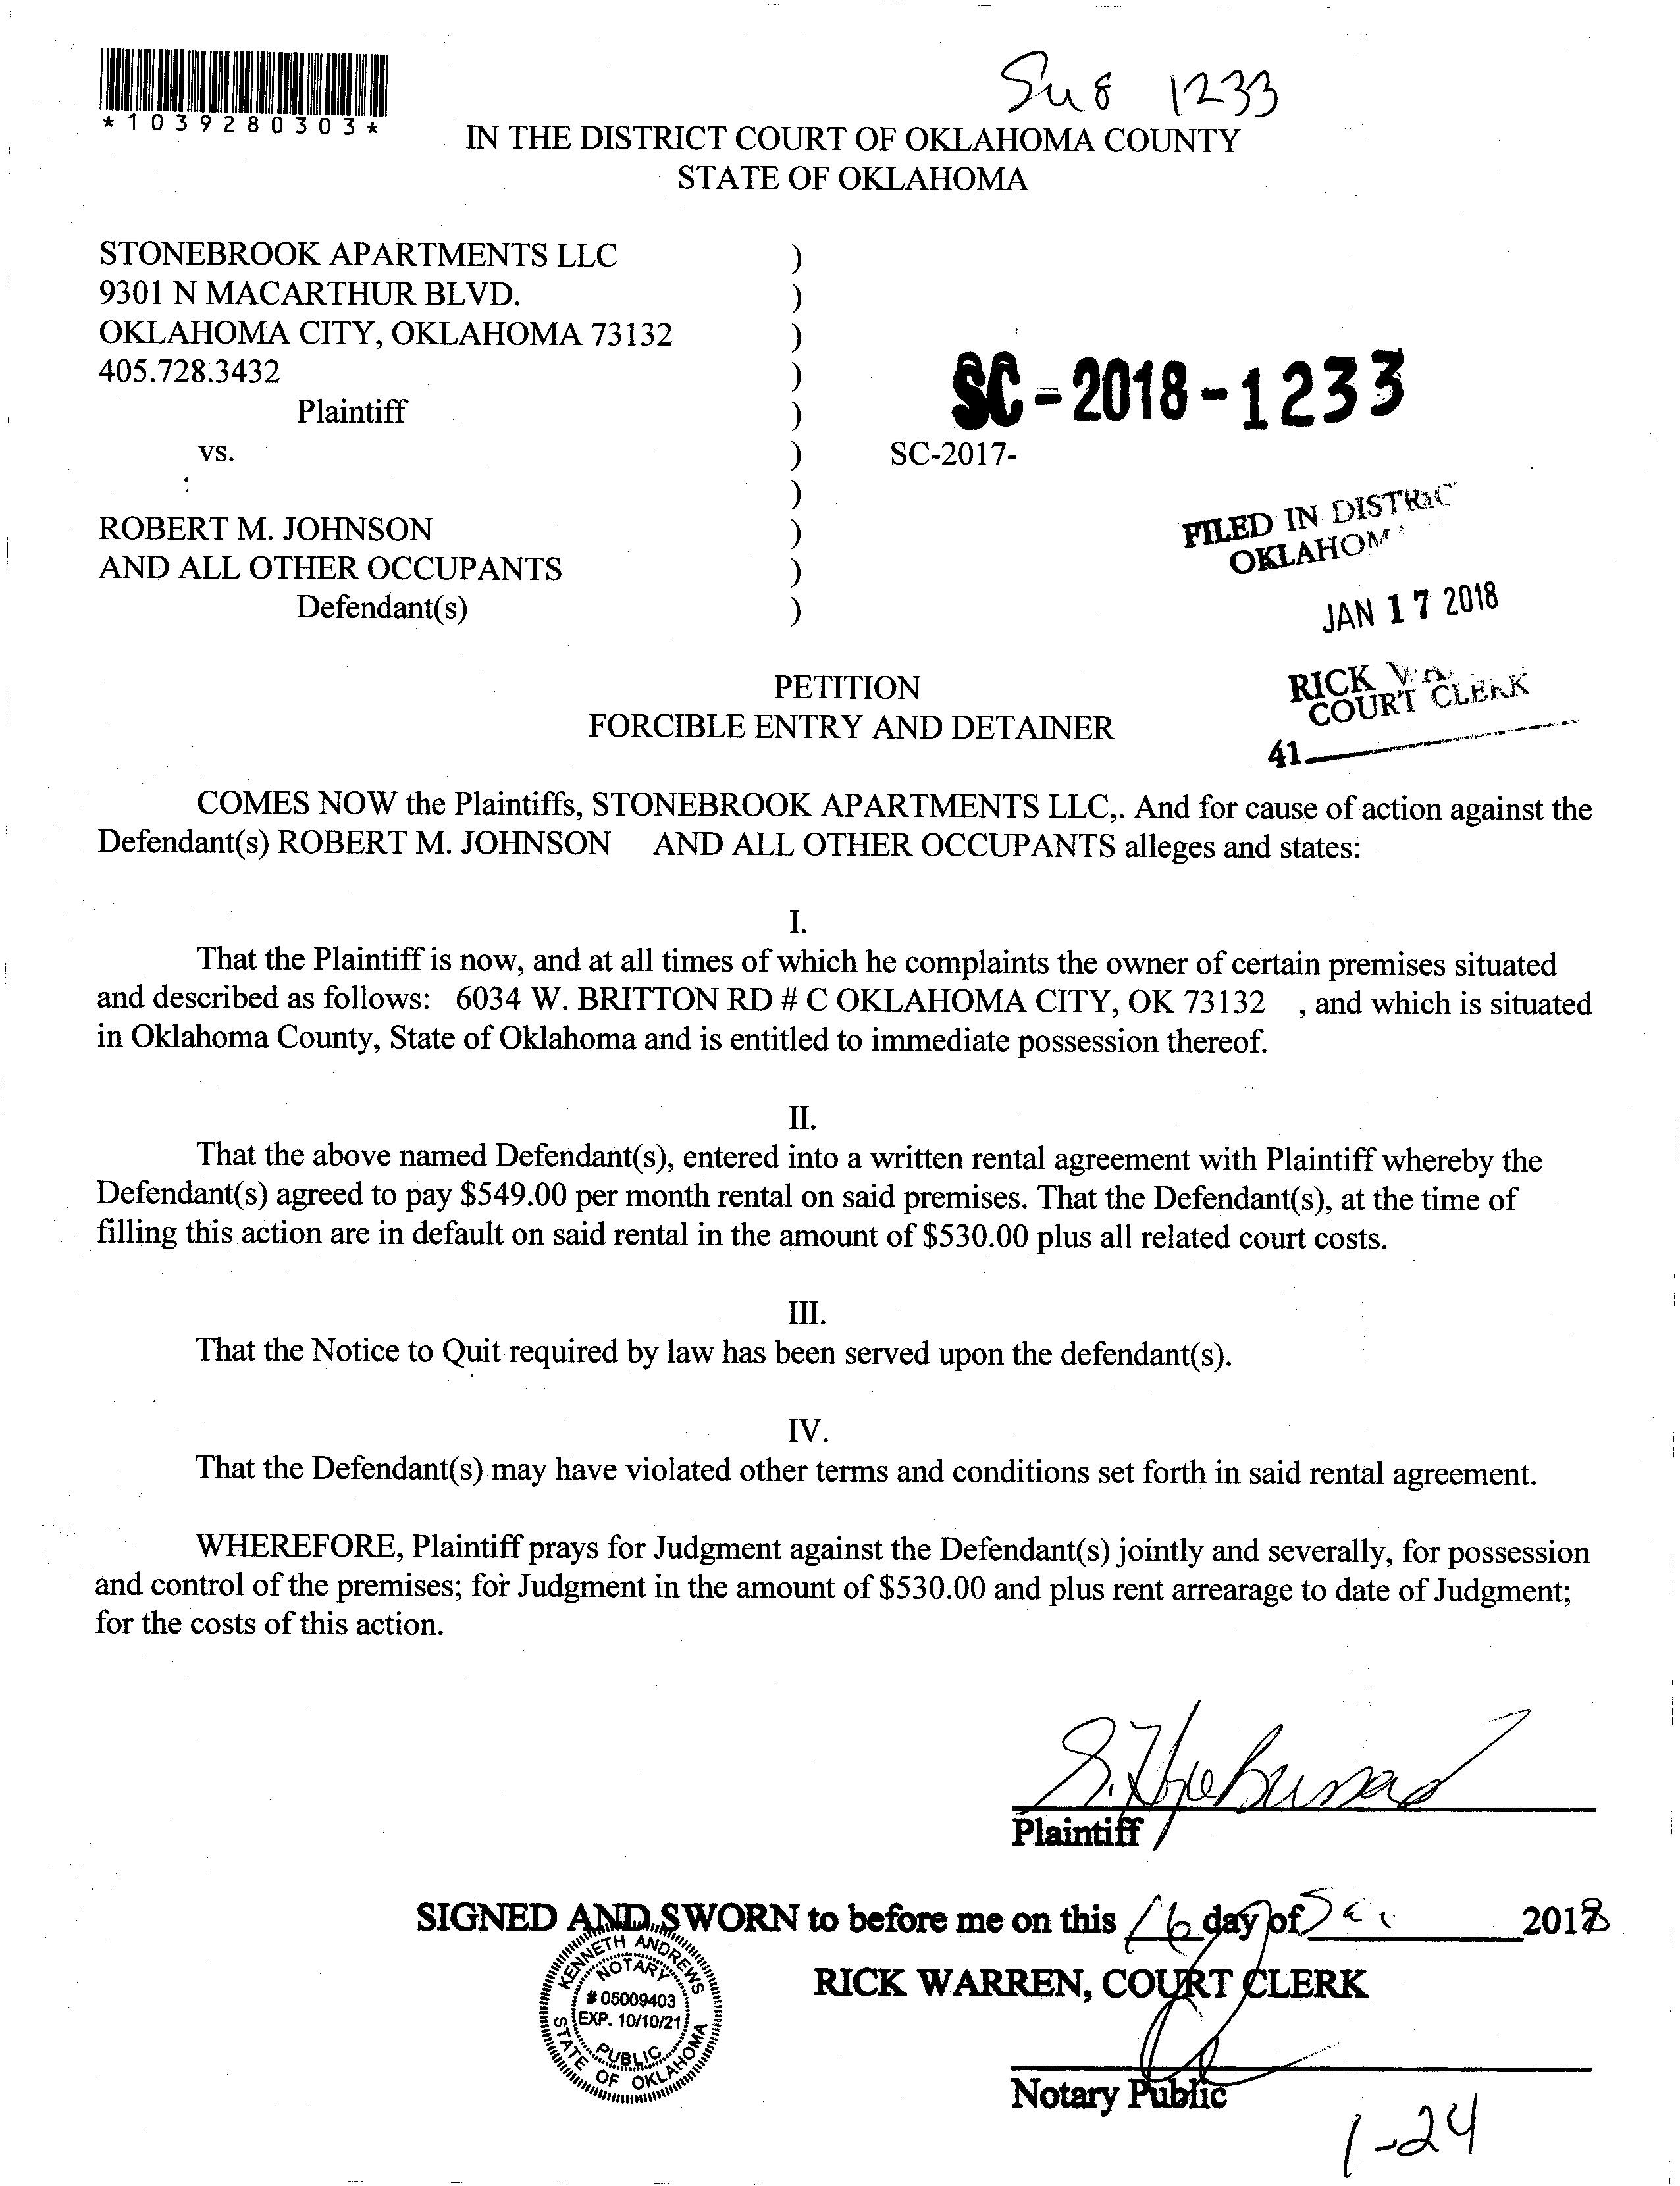 Su8 1233
*1039280303*
IN THE DISTRICT COURT OF OKLAHOMA COUNTY
STATE OF OKLAHOMA
STONEBROOK APARTMENTS LLC )
9301 N MACARTHUR BLVD. )
OKLAHOMA CITY, OKLAHOMA 73132 )
405.728.3432 )
Plaintiff )
SC-2018-1233
vs. ) SC-2017-
: )
ROBERT M. JOHNSON )
AND ALL OTHER OCCUPANTS )
Defendant(s) )
FILED IN DISTRIC
OKLAHOM
JAN 17 2018
RICK
COURT CLERK
41
PETITION
FORCIBLE ENTRY AND DETAINER
COMES NOW the Plaintiffs, STONEBROOK APARTMENTS LLC,. And for cause of action against the
Defendant(s) ROBERT M. JOHNSON AND ALL OTHER OCCUPANTS alleges and states:
I.
That the Plaintiff is now, and at all times of which he complaints the owner of certain premises situated
and described as follows: 6034 W. BRITTON RD # C OKLAHOMA CITY, OK 73132 , and which is situated
in Oklahoma County, State of Oklahoma and is entitled to immediate possession thereof.
II.
That the above named Defendant(s), entered into a written rental agreement with Plaintiff whereby the
Defendant(s) agreed to pay $549.00 per month rental on said premises. That the Defendant(s), at the time of
filling this action are in default on said rental in the amount of $530.00 plus all related court costs.
III.
That the Notice to Quit required by law has been served upon the defendant(s).
IV.
That the Defendant(s) may have violated other terms and conditions set forth in said rental agreement.
WHEREFORE, Plaintiff prays for Judgment against the Defendant(s) jointly and severally, for possession
and control of the premises; for Judgment in the amount of $530.00 and plus rent arrearage to date of Judgment;
for the costs of this action.
Plaintiff
SIGNED AND SWORN to before me on this 16 day of 2018
KENNETH ANDREWS
NOTARY
# 05009403
EXP. 10/10/21
PUBLIC
STATE OF OKLAHOMA
RICK WARREN, COURT CLERK
Notary Public
1-24